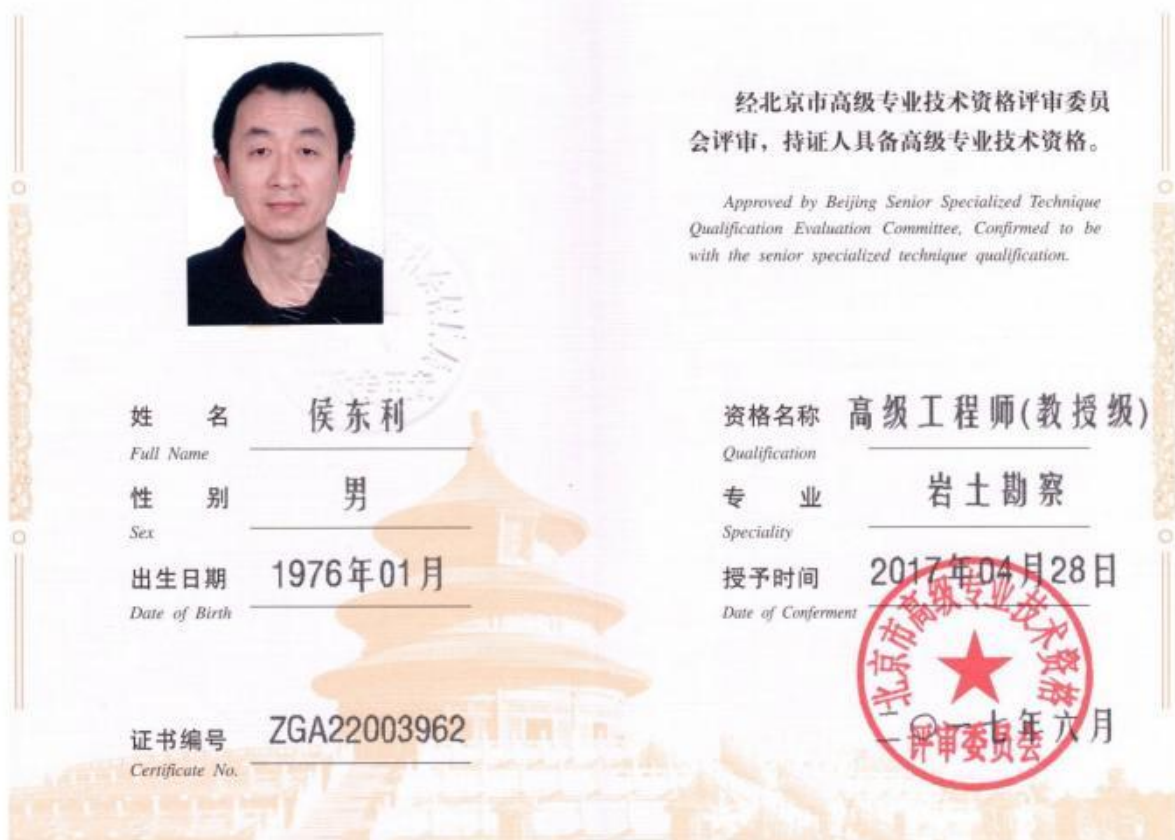 姓 名 侯东利
Full Name
性 别 男
Sex
出生日期 1976年01月
Date of Birth
证书编号 ZGA22003962
Certificate No.
经北京市高级专业技术资格评审委员
会评审，持证人具备高级专业技术资格。
Approved by Beijing Senior Specialized Technique
Qualification Evaluation Committee, Confirmed to be
with the senior specialized technique qualification.
资格名称 高级工程师(教授级)
Qualification
专 业 岩土勘察
Speciality
授予时间 2017年04月28日
Date of Conferment
北京市高级专业技术资格
评审委员会
二〇一七年六月